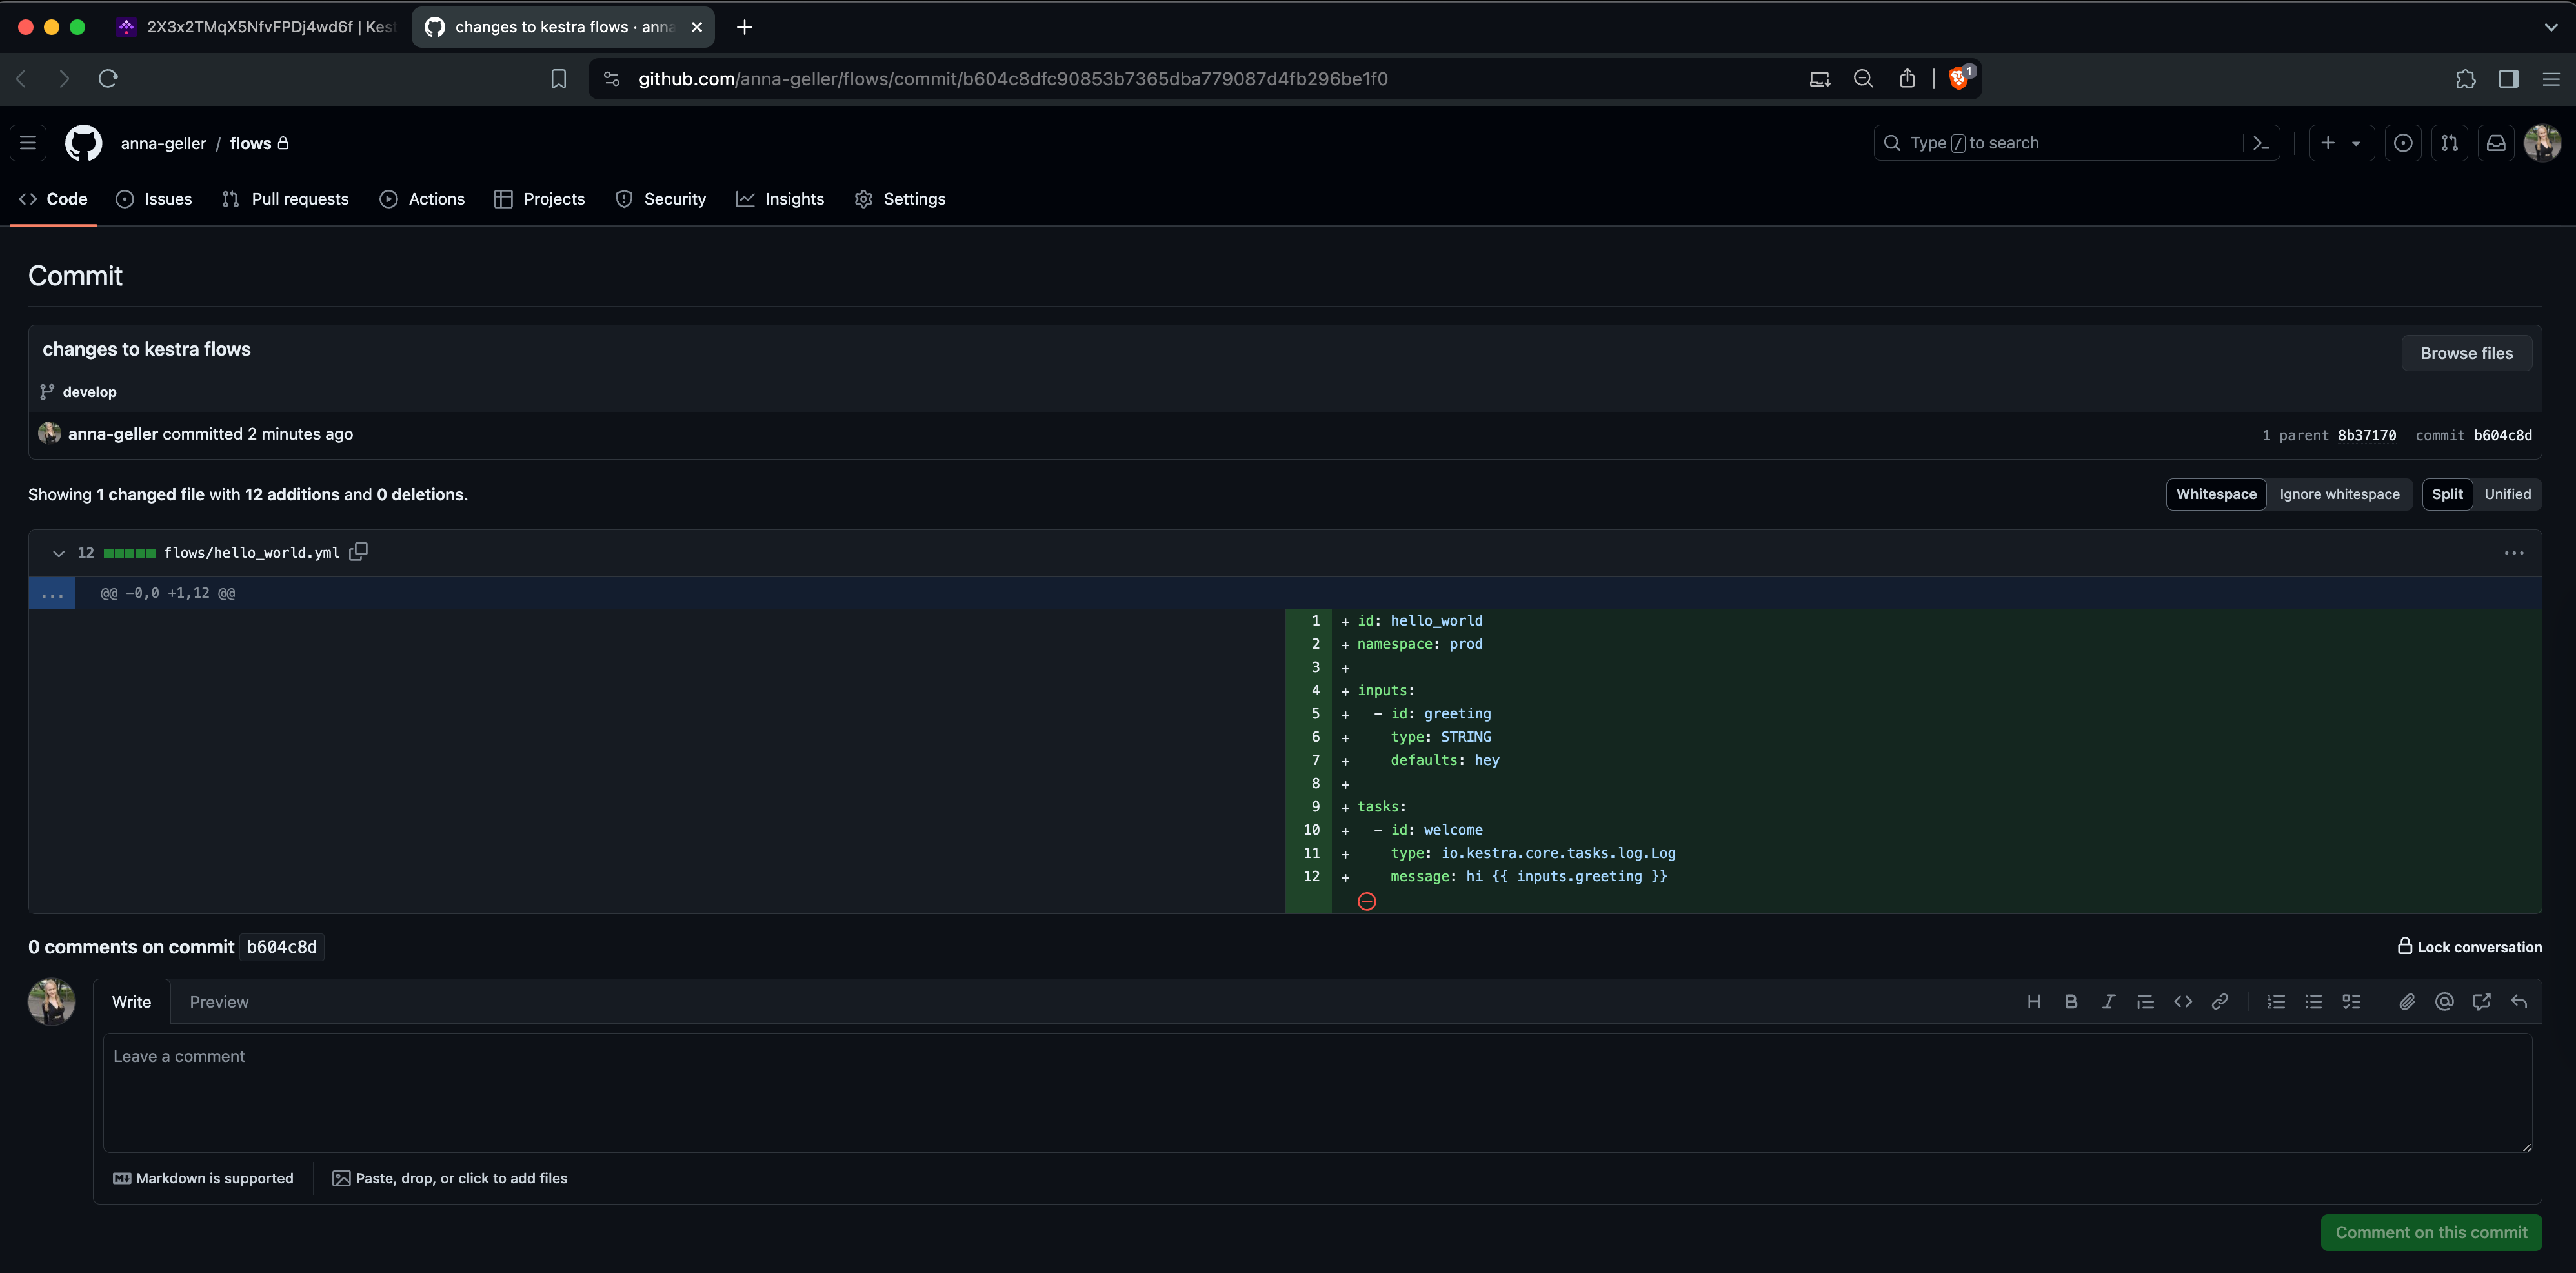 2X3x2TMqX5NfvFPDj4wd6f | Kest
changes to kestra flows · anna
github.com/anna-geller/flows/commit/b604c8dfc90853b7365dba779087d4fb296be1f0
1
anna-geller / flows
Type / to search
Code Issues Pull requests Actions Projects Security Insights Settings
Commit
changes to kestra flows
Browse files
develop
anna-geller committed 2 minutes ago
1 parent 8b37170 commit b604c8d
Showing 1 changed file with 12 additions and 0 deletions.
Whitespace Ignore whitespace Split Unified
12 flows/hello_world.yml
... @@ -0,0 +1,12 @@
1 + id: hello_world
2 + namespace: prod
3 +
4 + inputs:
5 + - id: greeting
6 + type: STRING
7 + defaults: hey
8 +
9 + tasks:
10 + - id: welcome
11 + type: io.kestra.core.tasks.log.Log
12 + message: hi {{ inputs.greeting }}
0 comments on commit b604c8d
Lock conversation
Write Preview
Leave a comment
Markdown is supported
Paste, drop, or click to add files
Comment on this commit